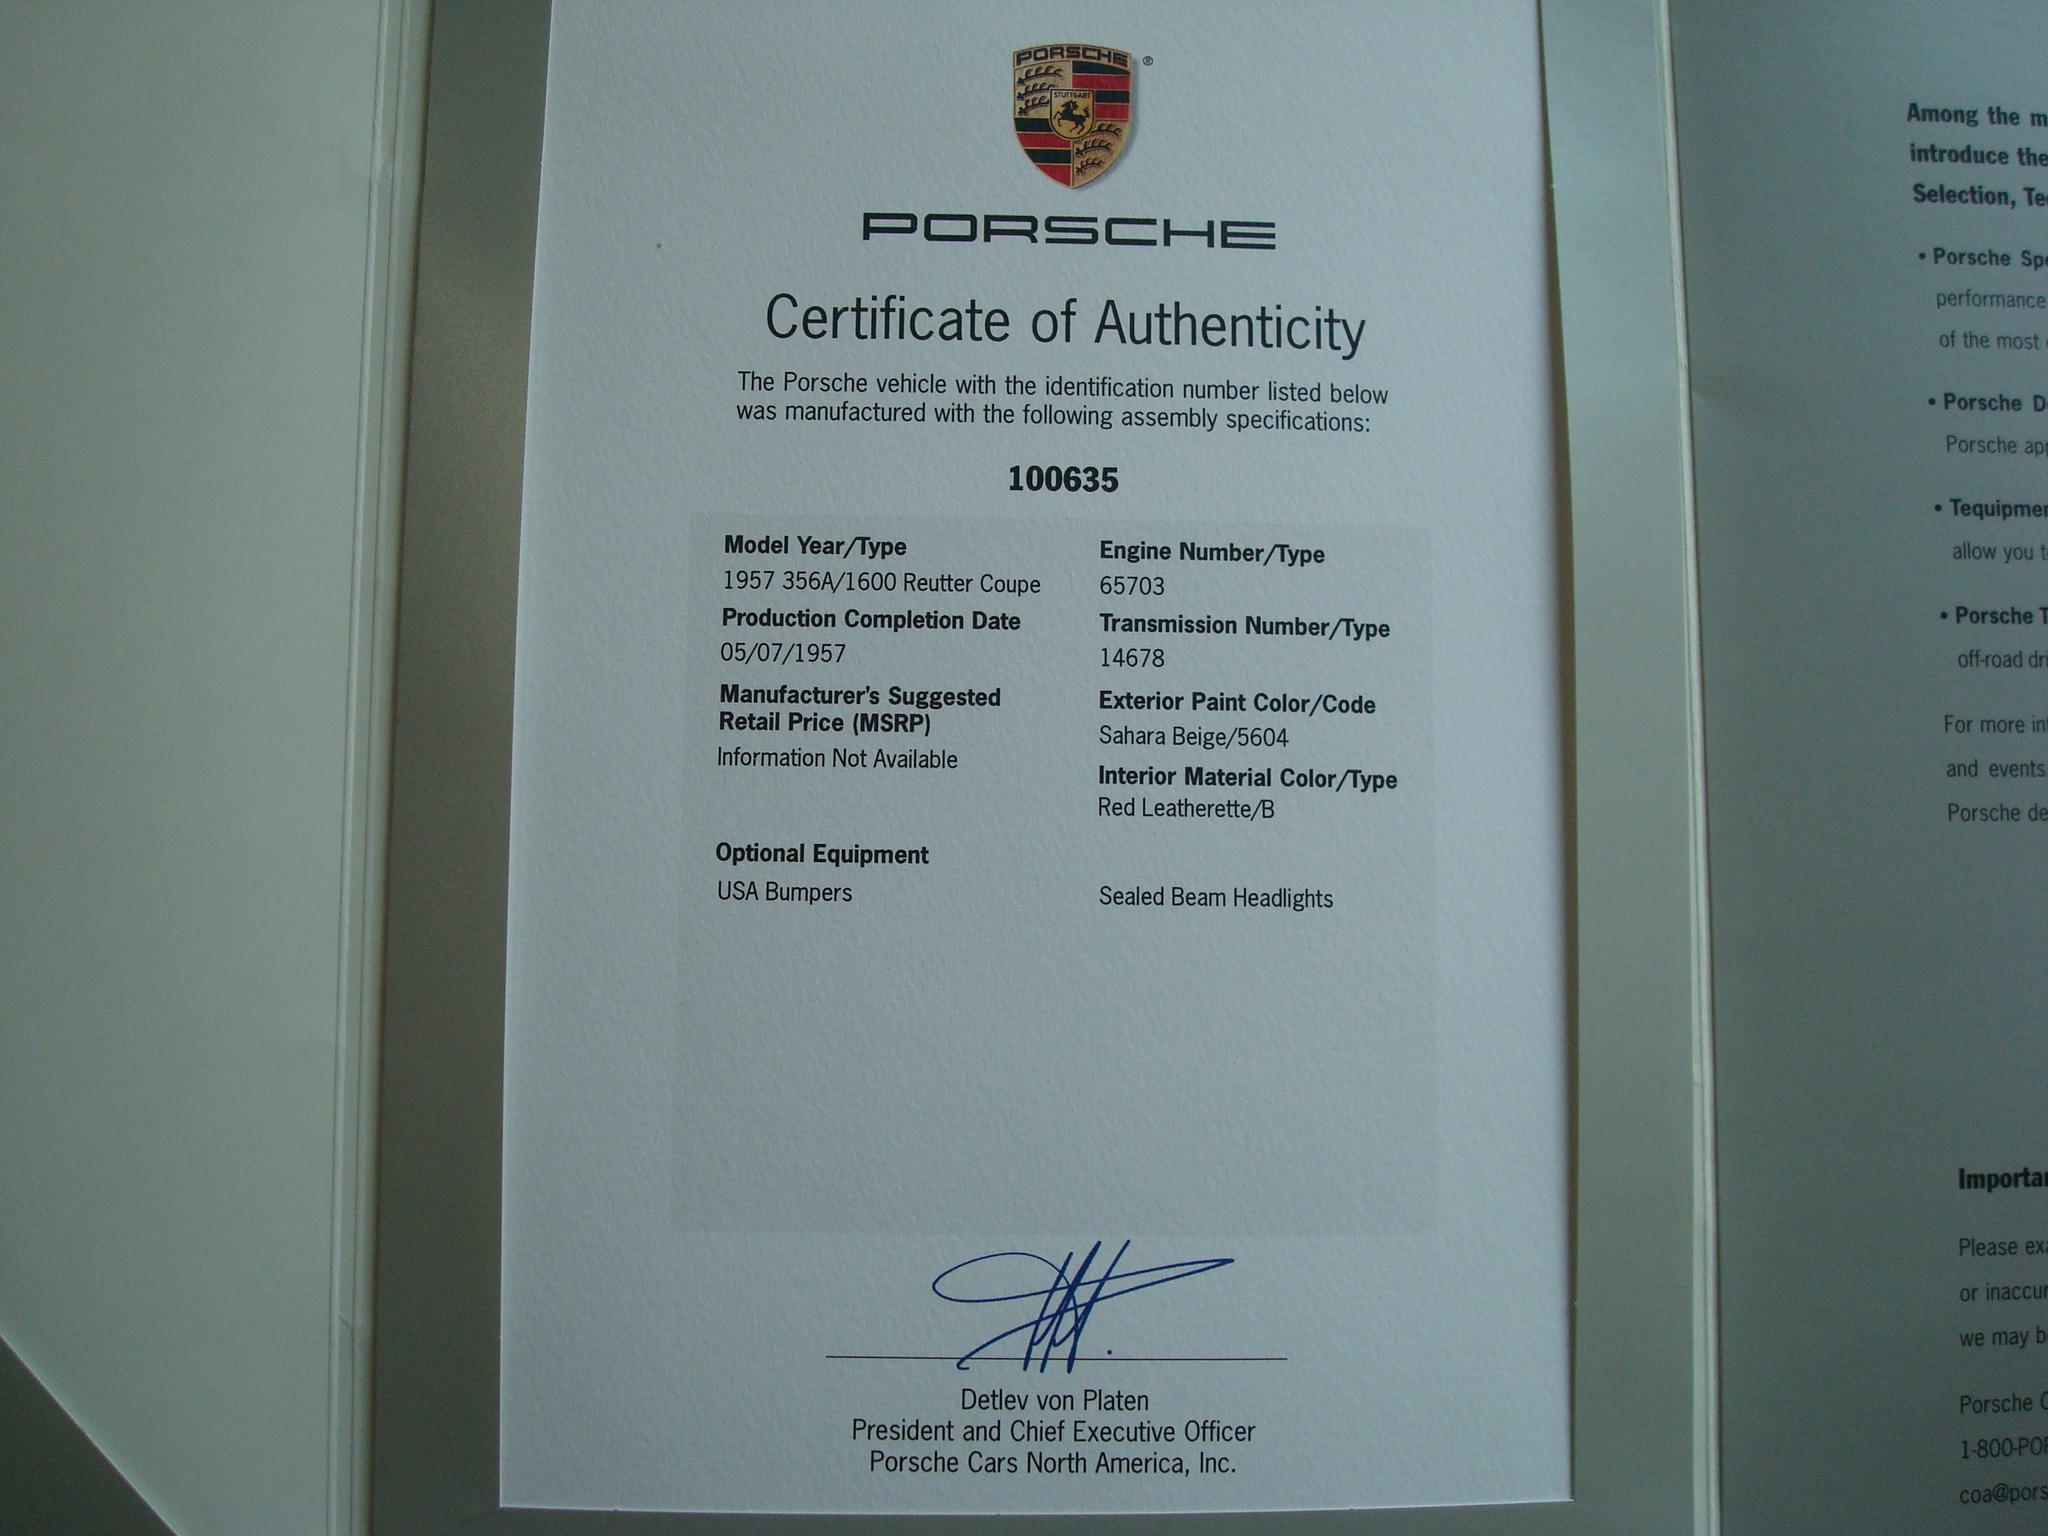 PORSCHE
STUTTGART
®
PORSCHE
Certificate of Authenticity
The Porsche vehicle with the identification number listed below
was manufactured with the following assembly specifications:
100635
Model Year/Type
1957 356A/1600 Reutter Coupe
Production Completion Date
05/07/1957
Manufacturer's Suggested
Retail Price (MSRP)
Information Not Available
Engine Number/Type
65703
Transmission Number/Type
14678
Exterior Paint Color/Code
Sahara Beige/5604
Interior Material Color/Type
Red Leatherette/B
Optional Equipment
USA Bumpers
Sealed Beam Headlights
Detlev von Platen
President and Chief Executive Officer
Porsche Cars North America, Inc.
Among the
introduce the
Selection,
• Porsche
performance
of the most
• Porsche
Porsche
•
allow you
• Porsche
off-road
For more
and events
Porsche
Please
or
we may
Porsche